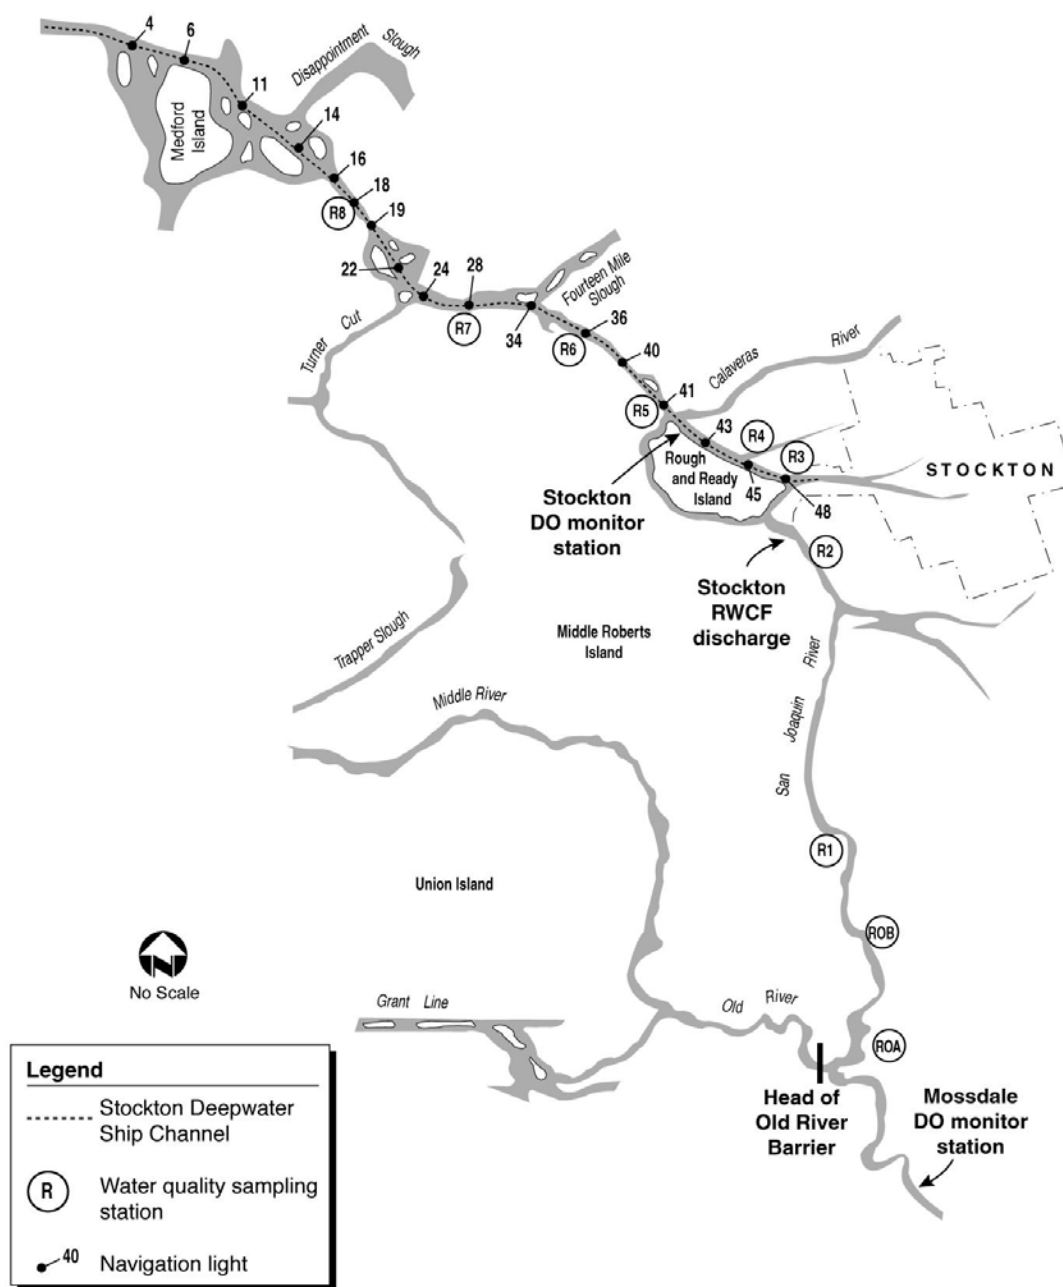 4
6
11
14
16
18
19
22
24
28
34
36
40
41
43
45
48
Disappointment Slough
Medford
Island
R8
R7
R6
R5
R4
R3
R2
Fourteen Mile
Slough
Turner Cut
Calaveras River
Rough
and Ready
Island
STOCKTON
Stockton
DO monitor
station
Stockton
RWCF
discharge
Middle Roberts
Island
Trapper Slough
Middle River
San Joaquin River
R1
Union Island
ROB
No Scale
N
Grant Line
Old River
ROA
Head of
Old River
Barrier
Mossdale
DO monitor
station
Legend
Stockton Deepwater
Ship Channel
R
Water quality sampling
station
40
Navigation light